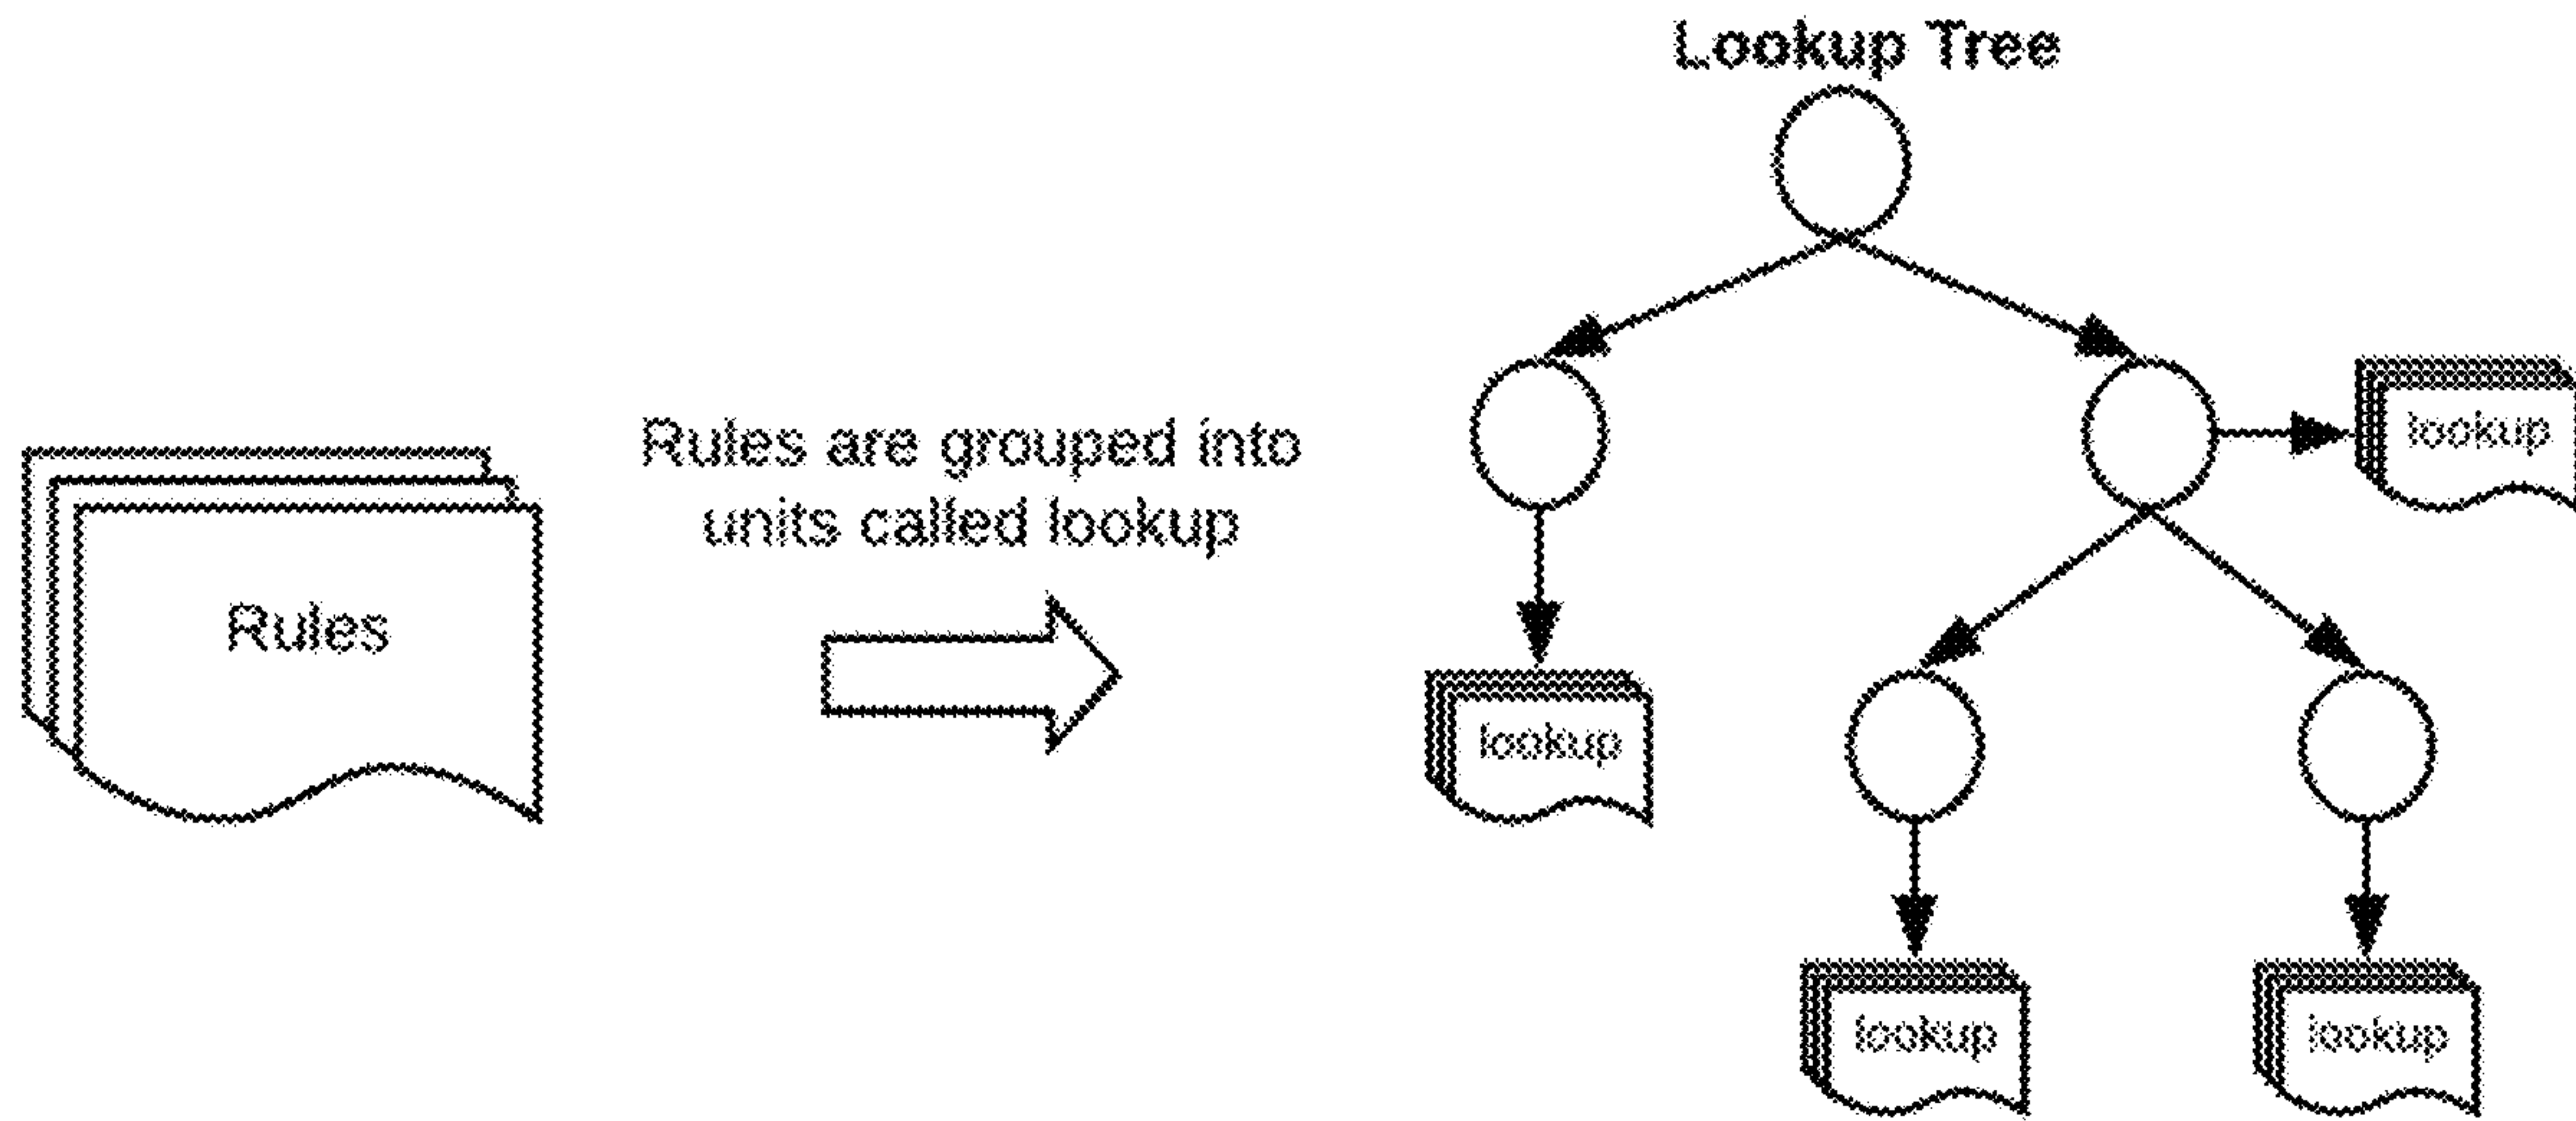 Lookup Tree
Rules are grouped into
units called lookup
Rules
lookup
lookup
lookup
lookup